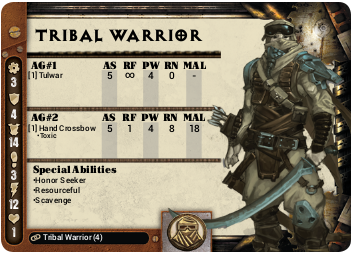 TRIBAL WARRIOR
AG#1 AS RF PW RN MAL
[1] Tulwar 5 ∞ 4 0 -
AG#2 AS RF PW RN MAL
[1] Hand Crossbow 5 1 4 8 18
•Toxic
Special Abilities
•Honor Seeker
•Resourceful
•Scavenge
3
4
14
3
12
1
Tribal Warrior (4)